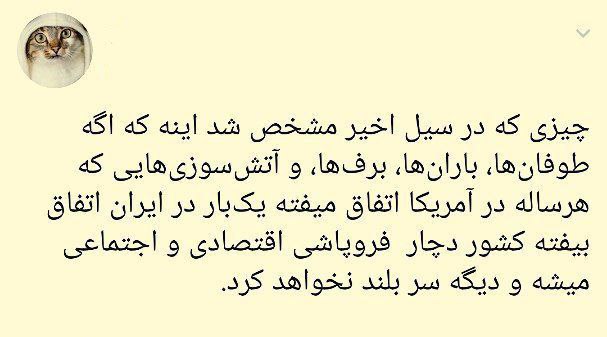 چیزی که در سیل اخیر مشخص شد اینه که اگه
طوفان‌ها، باران‌ها، برف‌ها، و آتش‌سوزی‌هایی که
هرساله در آمریکا اتفاق میفته یک‌بار در ایران اتفاق
بیفته کشور دچار فروپاشی اقتصادی و اجتماعی
میشه و دیگه سر بلند نخواهد کرد.